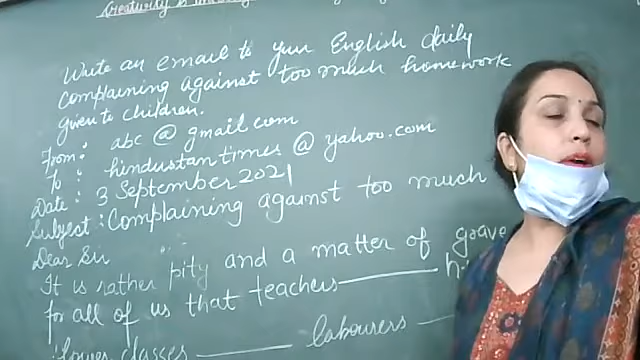 Creativity is
Write an email to your English daily
complaining against too much homework
given to children.
From: abc @ gmail.com
To : hindustantimes @ yahoo.com
Date : 3 September 2021
Subject : Complaining against too much
Dear Sir
It is rather pity and a matter of grave
for all of us that teachers
lower classes labourers